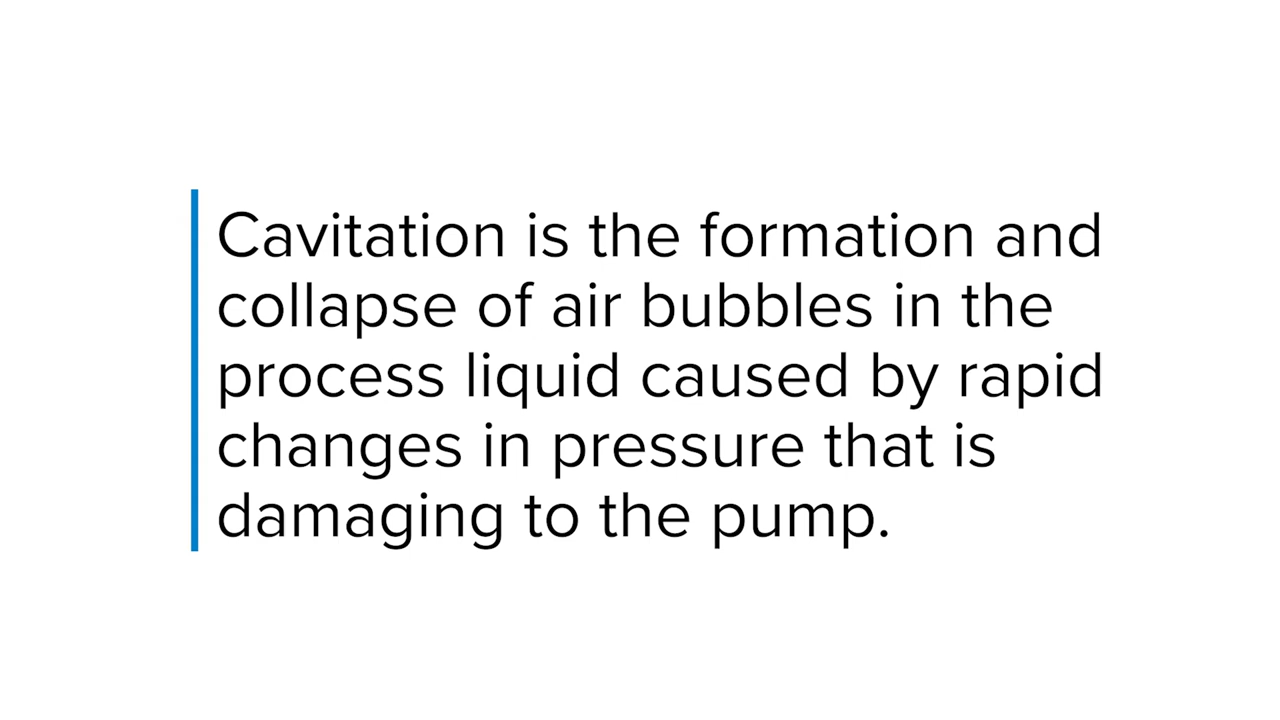 Cavitation is the formation and
collapse of air bubbles in the
process liquid caused by rapid
changes in pressure that is
damaging to the pump.